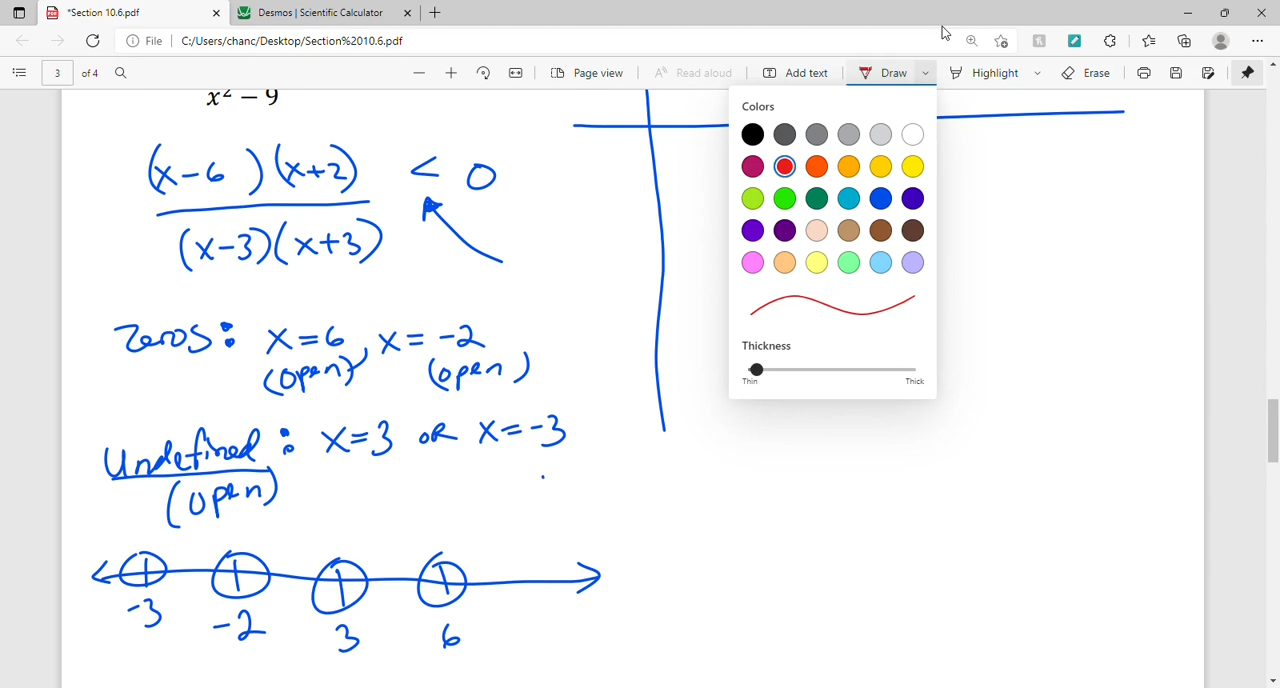 *Section 10.6.pdf
Desmos | Scientific Calculator
File C:/Users/chanc/Desktop/Section%2010.6.pdf
3 of 4 Page view Read aloud Add text Draw Highlight Erase
Colors
Thickness
Thin Thick
x² − 9
(x-6)(x+2) < 0
(x-3)(x+3)
Zeros: x=6, x= -2
(open) (open)
Undefined: x=3 or x=-3
(open)
-3 -2 3 6